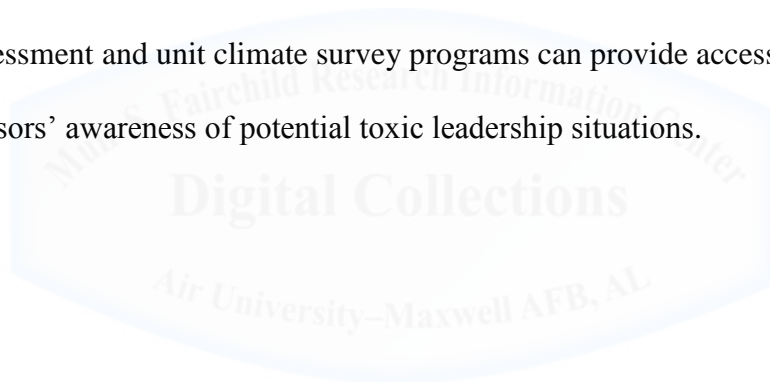 essment and unit climate survey programs can provide access
sors’ awareness of potential toxic leadership situations.
Muir S. Fairchild Research Information Center
Digital Collections
Air University–Maxwell AFB, AL